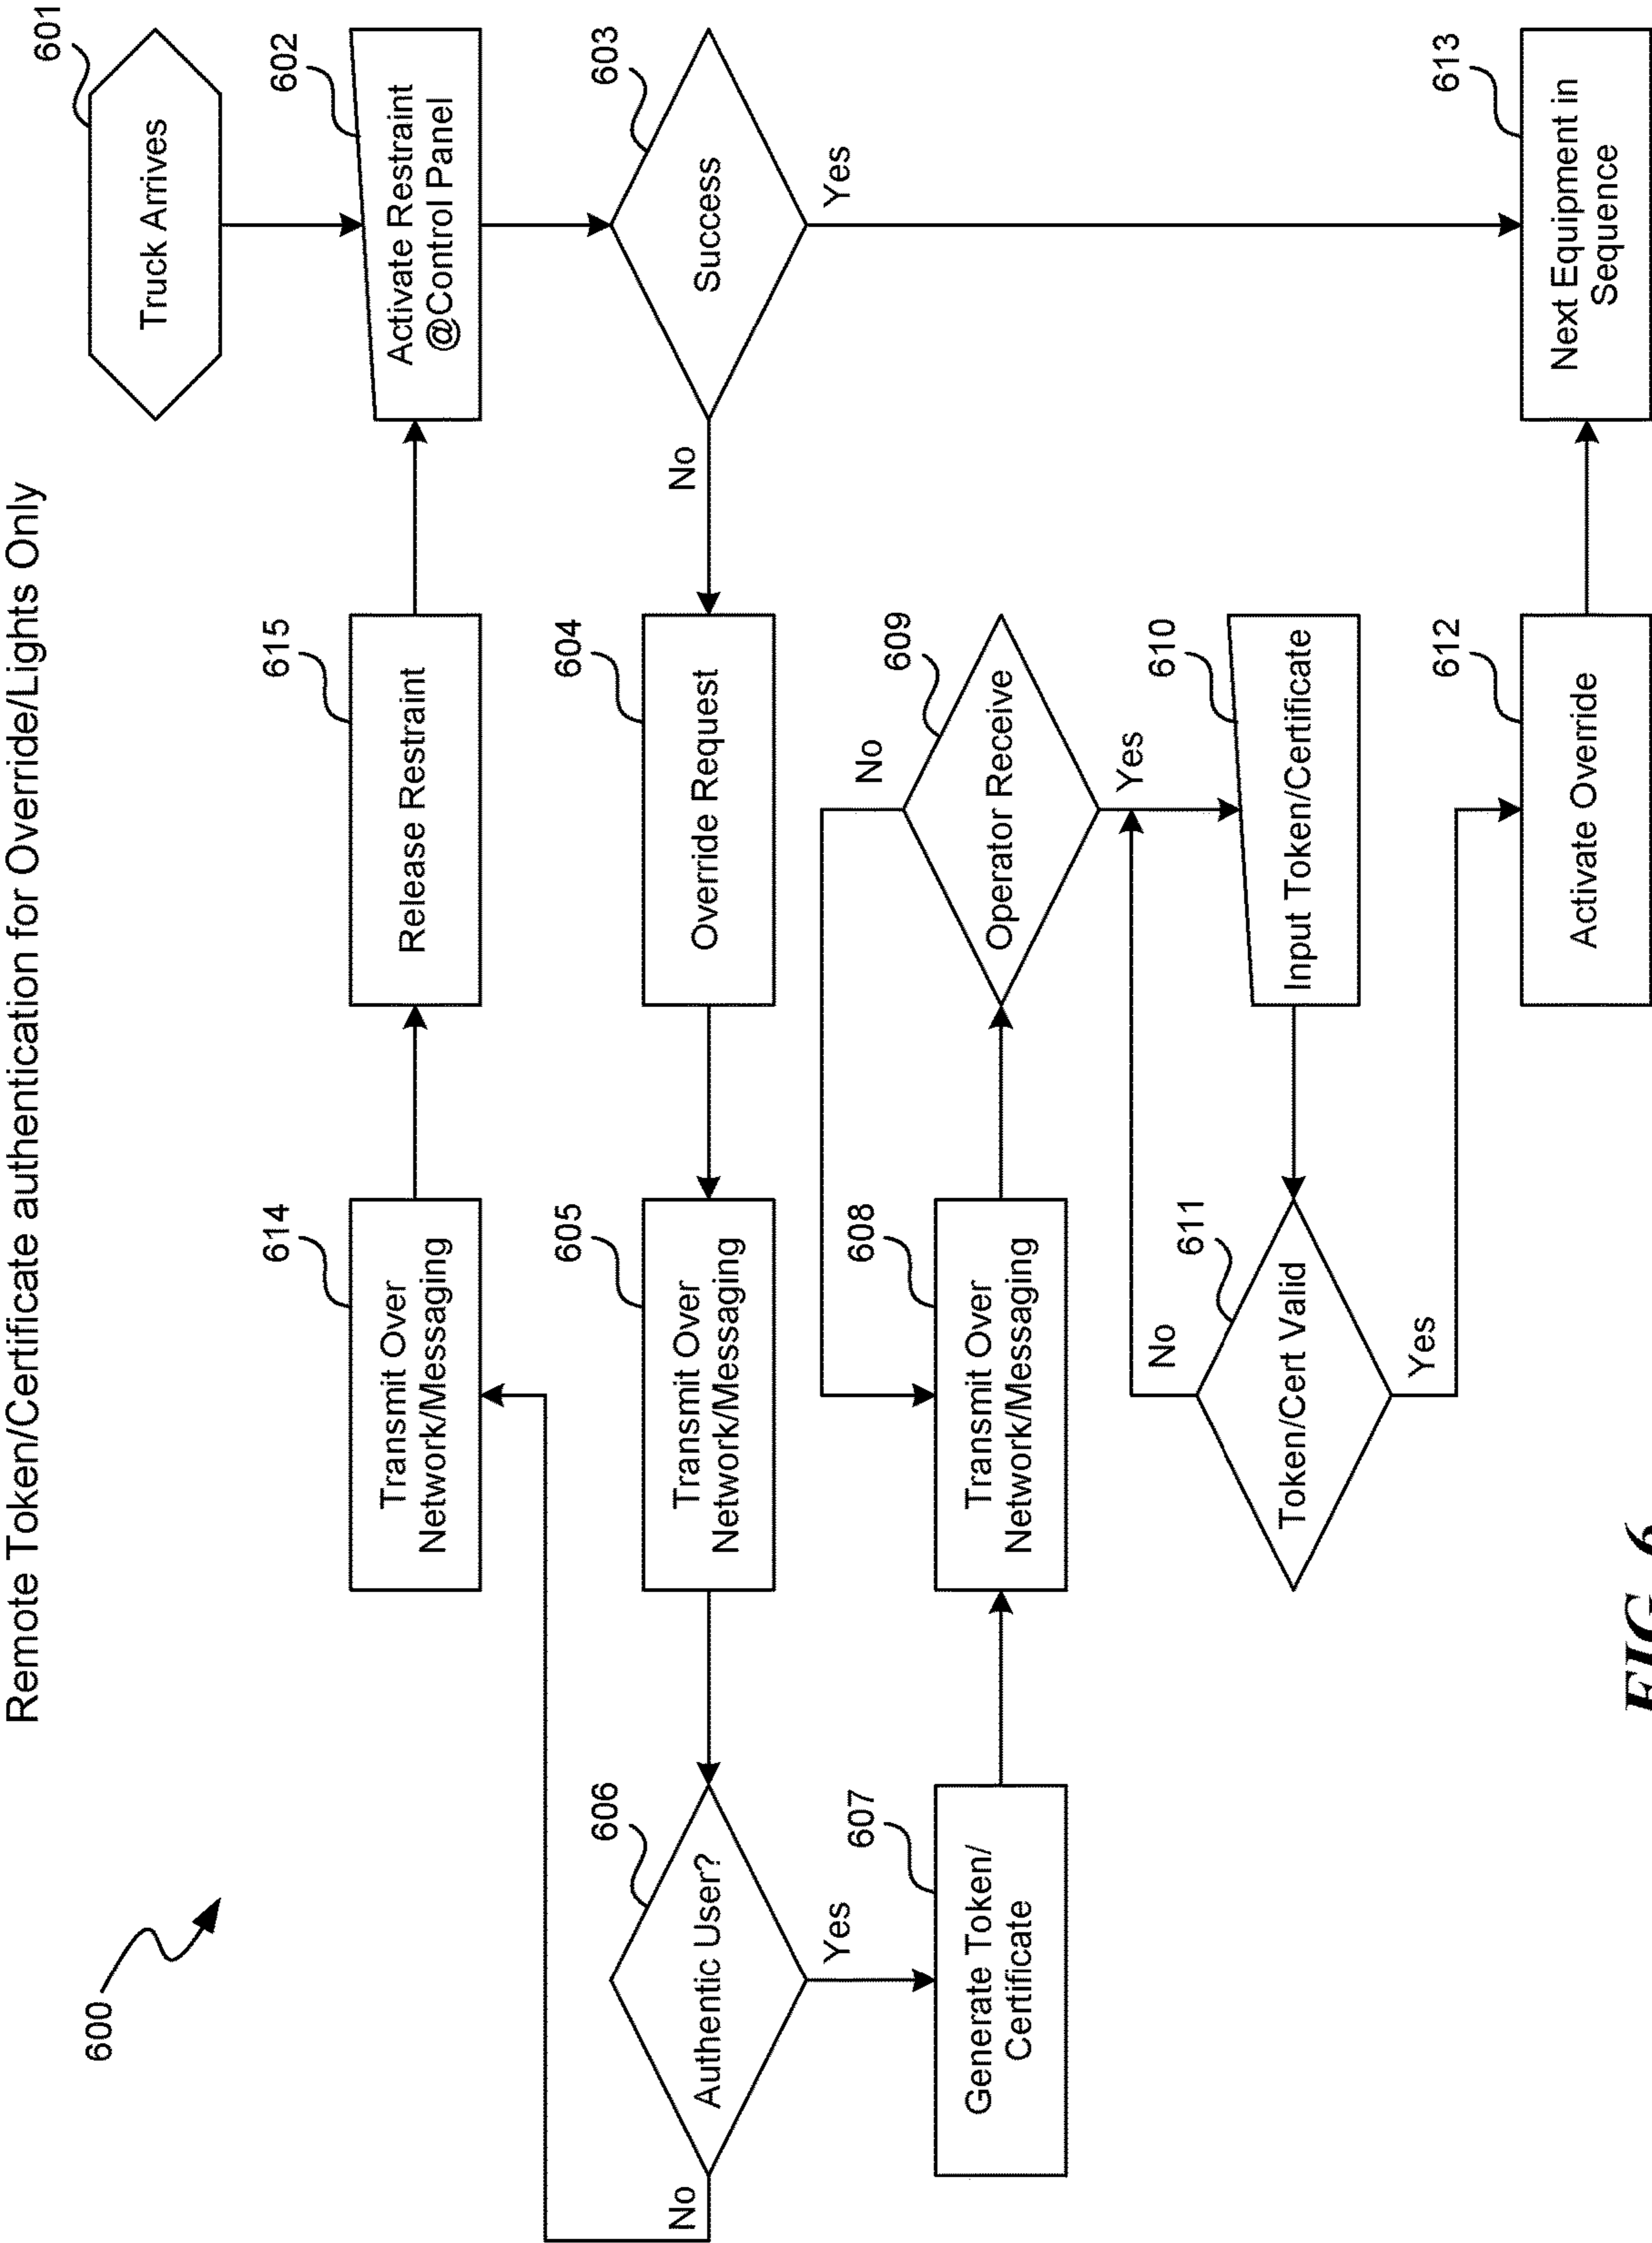 Remote Token/Certificate authentication for Override/Lights Only
600
601
Truck Arrives
614
Transmit Over
Network/Messaging
615
Release Restraint
602
Activate Restraint
@Control Panel
606
Authentic User?
No
Yes
605
Transmit Over
Network/Messaging
604
Override Request
No
603
Success
Yes
607
Generate Token/
Certificate
608
Transmit Over
Network/Messaging
609
Operator Receive
No
Yes
611
Token/Cert Valid
No
Yes
610
Input Token/Certificate
612
Activate Override
613
Next Equipment in
Sequence
FIG. 6